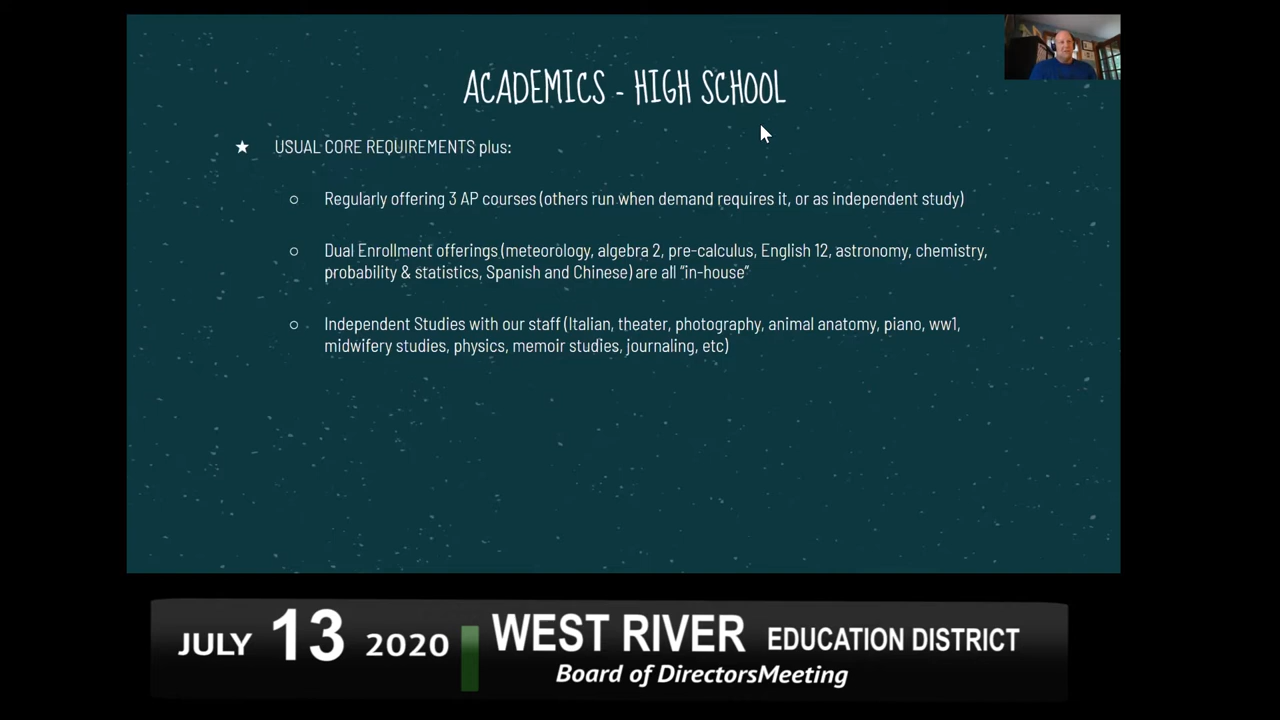 ACADEMICS - HIGH SCHOOL
★ USUAL CORE REQUIREMENTS plus:
○ Regularly offering 3 AP courses (others run when demand requires it, or as independent study)
○ Dual Enrollment offerings (meteorology, algebra 2, pre-calculus, English 12, astronomy, chemistry,
probability & statistics, Spanish and Chinese) are all “in-house”
○ Independent Studies with our staff (Italian, theater, photography, animal anatomy, piano, ww1,
midwifery studies, physics, memoir studies, journaling, etc)
JULY 13 2020 WEST RIVER EDUCATION DISTRICT
Board of DirectorsMeeting